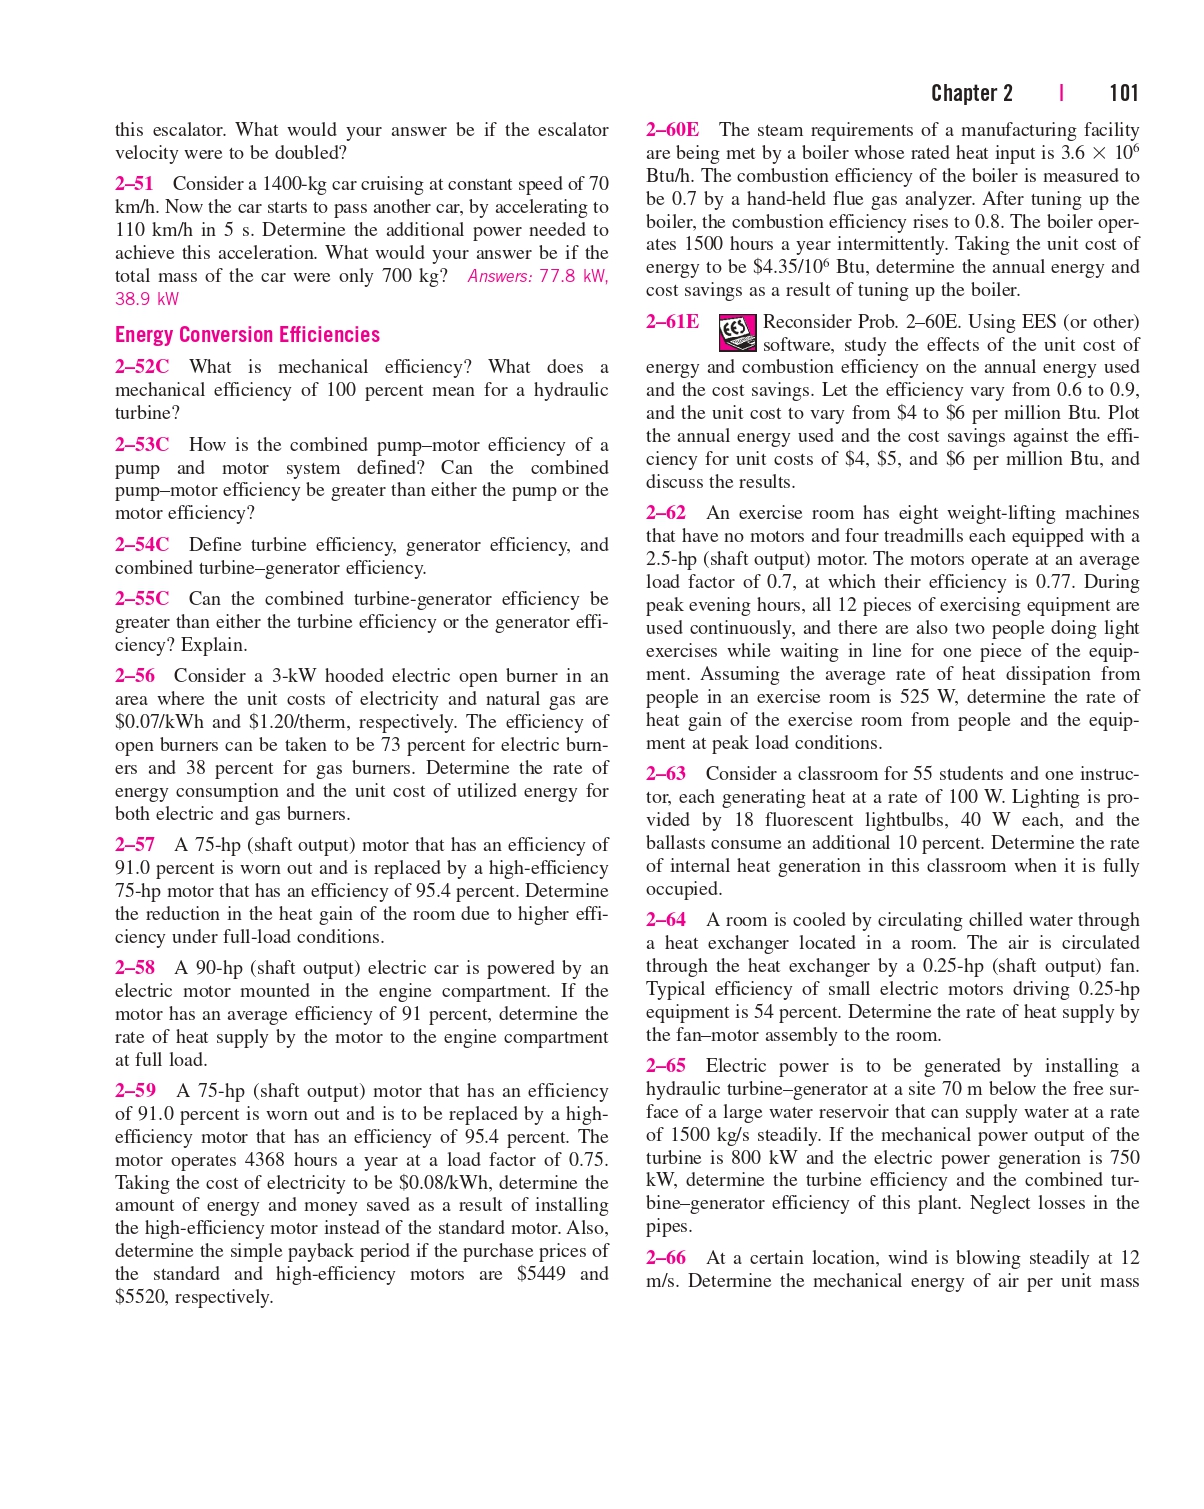 Chapter 2 | 101
this escalator. What would your answer be if the escalator
velocity were to be doubled?
2–51 Consider a 1400-kg car cruising at constant speed of 70
km/h. Now the car starts to pass another car, by accelerating to
110 km/h in 5 s. Determine the additional power needed to
achieve this acceleration. What would your answer be if the
total mass of the car were only 700 kg? Answers: 77.8 kW,
38.9 kW
Energy Conversion Efficiencies
2–52C What is mechanical efficiency? What does a
mechanical efficiency of 100 percent mean for a hydraulic
turbine?
2–53C How is the combined pump–motor efficiency of a
pump and motor system defined? Can the combined
pump–motor efficiency be greater than either the pump or the
motor efficiency?
2–54C Define turbine efficiency, generator efficiency, and
combined turbine–generator efficiency.
2–55C Can the combined turbine-generator efficiency be
greater than either the turbine efficiency or the generator effi-
ciency? Explain.
2–56 Consider a 3-kW hooded electric open burner in an
area where the unit costs of electricity and natural gas are
$0.07/kWh and $1.20/therm, respectively. The efficiency of
open burners can be taken to be 73 percent for electric burn-
ers and 38 percent for gas burners. Determine the rate of
energy consumption and the unit cost of utilized energy for
both electric and gas burners.
2–57 A 75-hp (shaft output) motor that has an efficiency of
91.0 percent is worn out and is replaced by a high-efficiency
75-hp motor that has an efficiency of 95.4 percent. Determine
the reduction in the heat gain of the room due to higher effi-
ciency under full-load conditions.
2–58 A 90-hp (shaft output) electric car is powered by an
electric motor mounted in the engine compartment. If the
motor has an average efficiency of 91 percent, determine the
rate of heat supply by the motor to the engine compartment
at full load.
2–59 A 75-hp (shaft output) motor that has an efficiency
of 91.0 percent is worn out and is to be replaced by a high-
efficiency motor that has an efficiency of 95.4 percent. The
motor operates 4368 hours a year at a load factor of 0.75.
Taking the cost of electricity to be $0.08/kWh, determine the
amount of energy and money saved as a result of installing
the high-efficiency motor instead of the standard motor. Also,
determine the simple payback period if the purchase prices of
the standard and high-efficiency motors are $5449 and
$5520, respectively.
2–60E The steam requirements of a manufacturing facility
are being met by a boiler whose rated heat input is 3.6 × 10⁶
Btu/h. The combustion efficiency of the boiler is measured to
be 0.7 by a hand-held flue gas analyzer. After tuning up the
boiler, the combustion efficiency rises to 0.8. The boiler oper-
ates 1500 hours a year intermittently. Taking the unit cost of
energy to be $4.35/10⁶ Btu, determine the annual energy and
cost savings as a result of tuning up the boiler.
2–61E EES Reconsider Prob. 2–60E. Using EES (or other)
software, study the effects of the unit cost of
energy and combustion efficiency on the annual energy used
and the cost savings. Let the efficiency vary from 0.6 to 0.9,
and the unit cost to vary from $4 to $6 per million Btu. Plot
the annual energy used and the cost savings against the effi-
ciency for unit costs of $4, $5, and $6 per million Btu, and
discuss the results.
2–62 An exercise room has eight weight-lifting machines
that have no motors and four treadmills each equipped with a
2.5-hp (shaft output) motor. The motors operate at an average
load factor of 0.7, at which their efficiency is 0.77. During
peak evening hours, all 12 pieces of exercising equipment are
used continuously, and there are also two people doing light
exercises while waiting in line for one piece of the equip-
ment. Assuming the average rate of heat dissipation from
people in an exercise room is 525 W, determine the rate of
heat gain of the exercise room from people and the equip-
ment at peak load conditions.
2–63 Consider a classroom for 55 students and one instruc-
tor, each generating heat at a rate of 100 W. Lighting is pro-
vided by 18 fluorescent lightbulbs, 40 W each, and the
ballasts consume an additional 10 percent. Determine the rate
of internal heat generation in this classroom when it is fully
occupied.
2–64 A room is cooled by circulating chilled water through
a heat exchanger located in a room. The air is circulated
through the heat exchanger by a 0.25-hp (shaft output) fan.
Typical efficiency of small electric motors driving 0.25-hp
equipment is 54 percent. Determine the rate of heat supply by
the fan–motor assembly to the room.
2–65 Electric power is to be generated by installing a
hydraulic turbine–generator at a site 70 m below the free sur-
face of a large water reservoir that can supply water at a rate
of 1500 kg/s steadily. If the mechanical power output of the
turbine is 800 kW and the electric power generation is 750
kW, determine the turbine efficiency and the combined tur-
bine–generator efficiency of this plant. Neglect losses in the
pipes.
2–66 At a certain location, wind is blowing steadily at 12
m/s. Determine the mechanical energy of air per unit mass